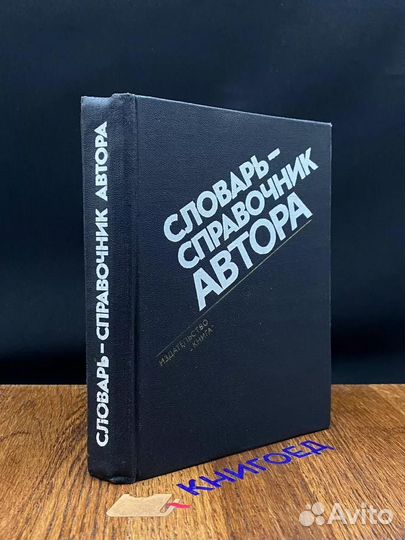 СЛОВАРЬ-СПРАВОЧНИК АВТОРА
СЛОВАРЬ-
СПРАВОЧНИК
АВТОРА
ИЗДАТЕЛЬСТВО
«КНИГА»
КНИГОЕД
Avito